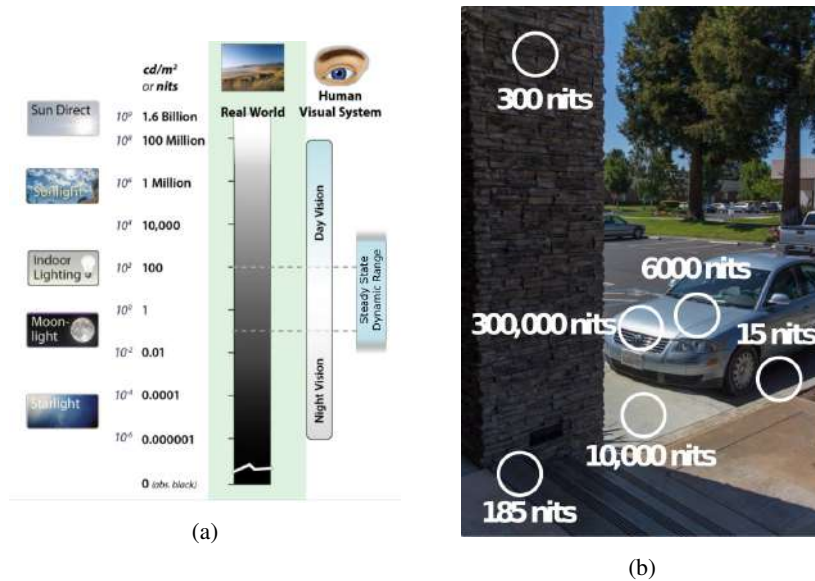 cd/m²
or nits
Real World
Human
Visual System
Sun Direct
10⁹ 1.6 Billion
10⁸ 100 Million
Sunlight
10⁶ 1 Million
10⁴ 10,000
Indoor
Lighting
10² 100
10⁰ 1
Moon-
light
10⁻² 0.01
Starlight
10⁻⁴ 0.0001
10⁻⁶ 0.000001
0 (abs. black)
Day Vision
Night Vision
Steady State
Dynamic Range
(a)
300 nits
6000 nits
300,000 nits
15 nits
10,000 nits
185 nits
(b)